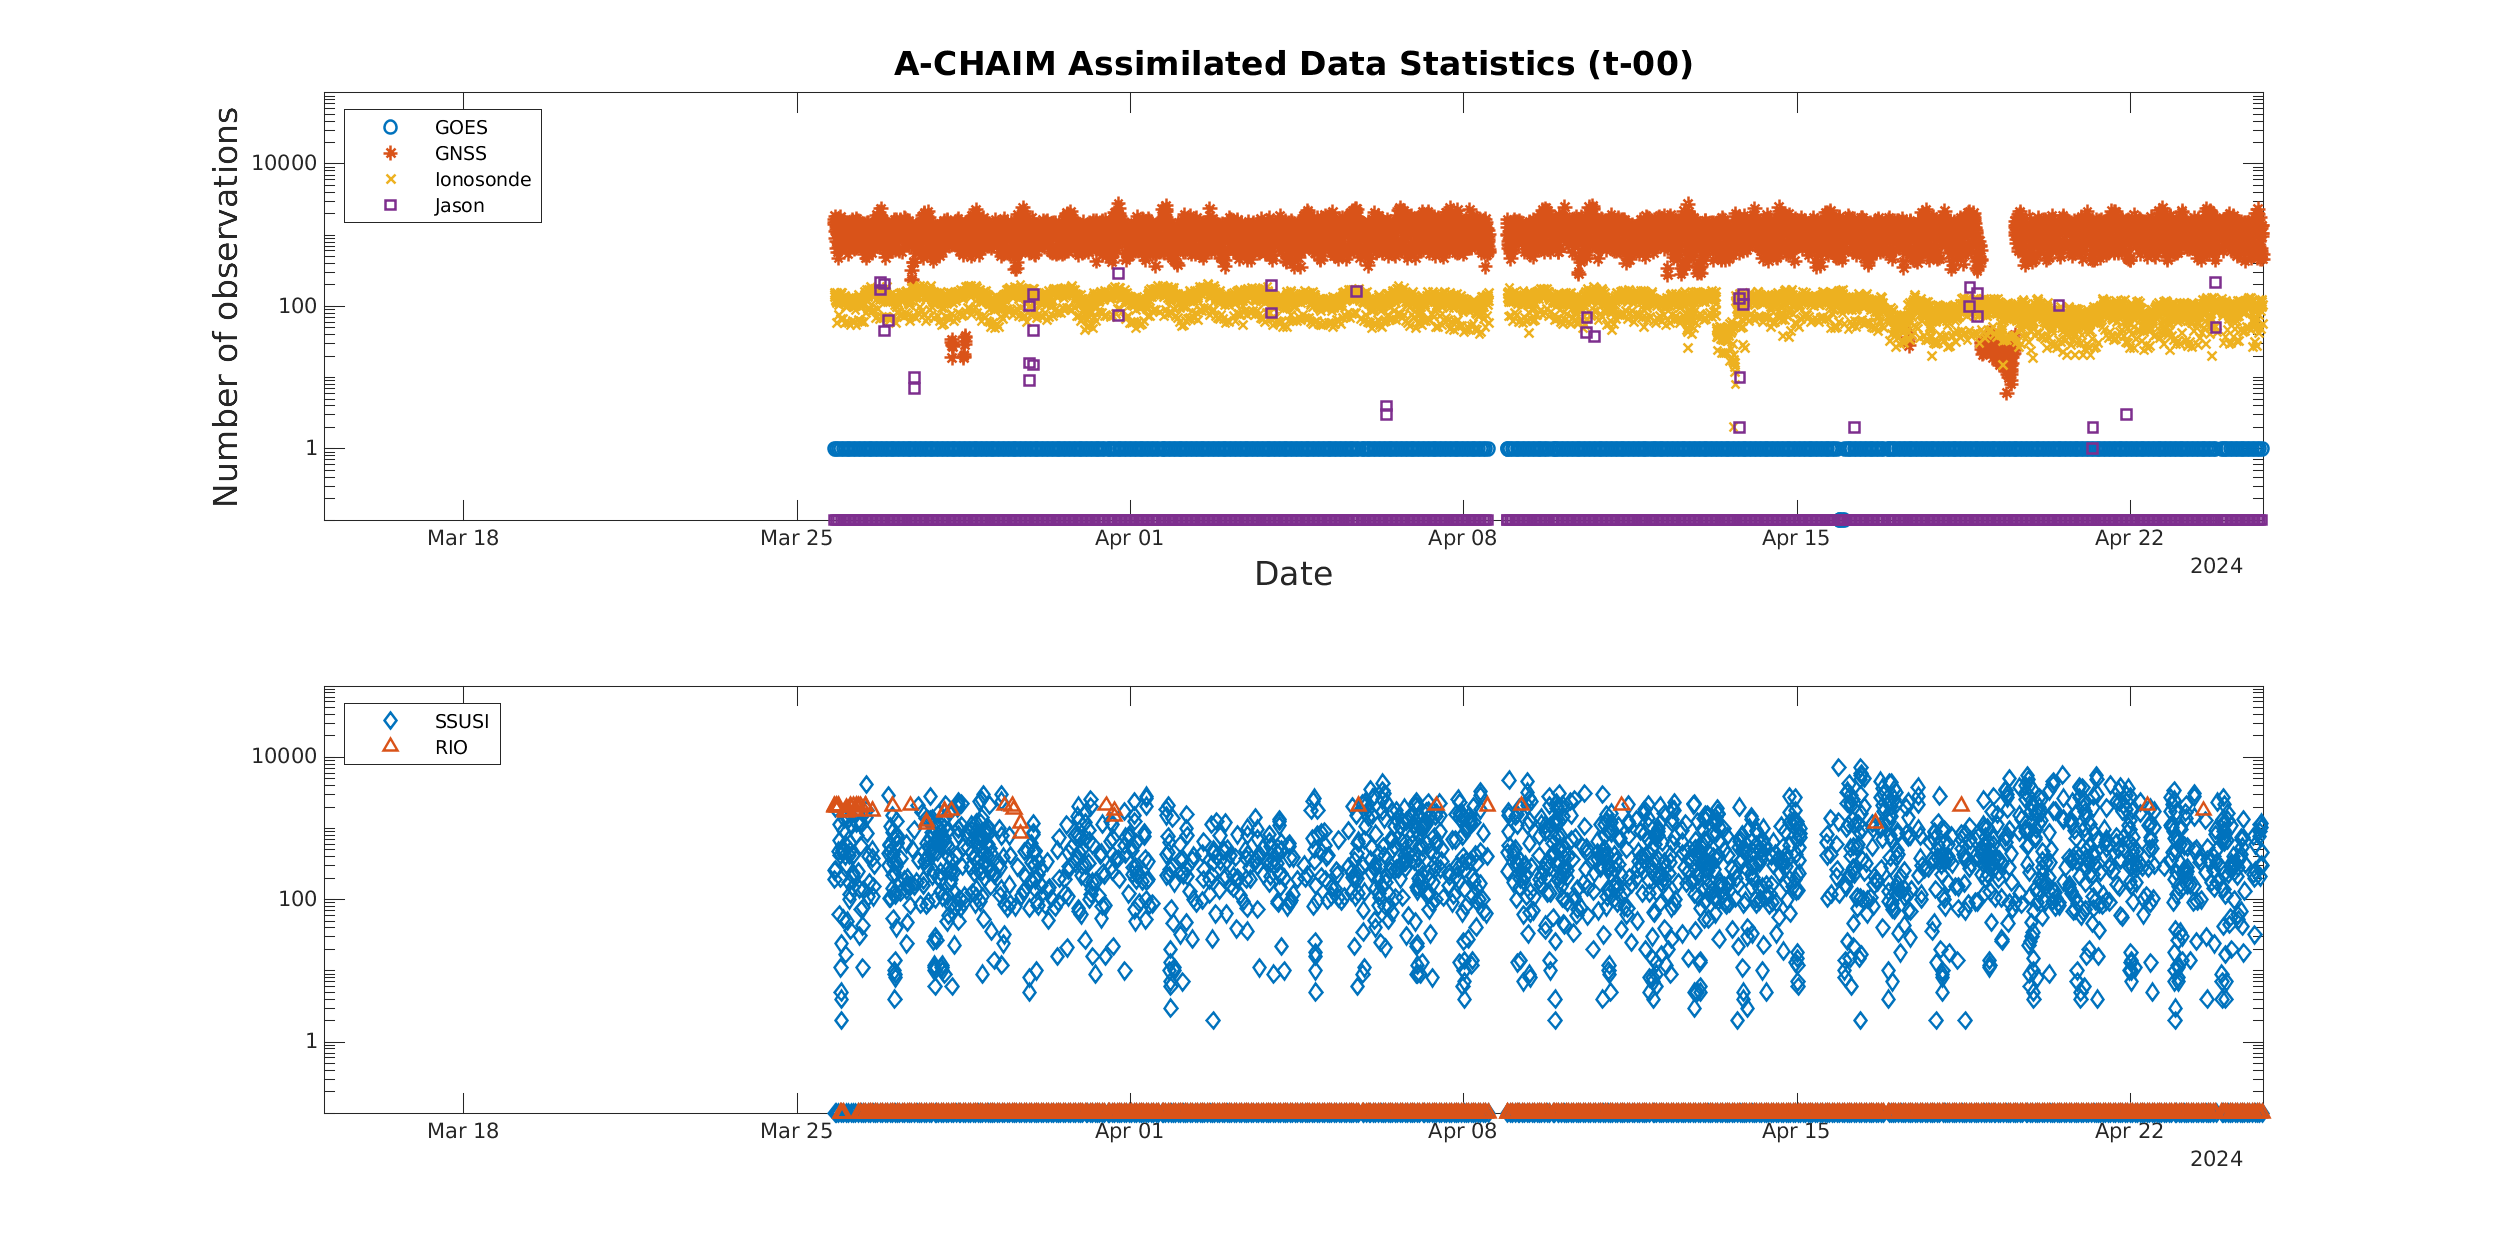 A-CHAIM Assimilated Data Statistics (t-00)
Number of observations
10000
100
1
GOES
GNSS
Ionosonde
Jason
Mar 18
Mar 25
Apr 01
Apr 08
Apr 15
Apr 22
2024
Date
10000
100
1
SSUSI
RIO
Mar 18
Mar 25
Apr 01
Apr 08
Apr 15
Apr 22
2024